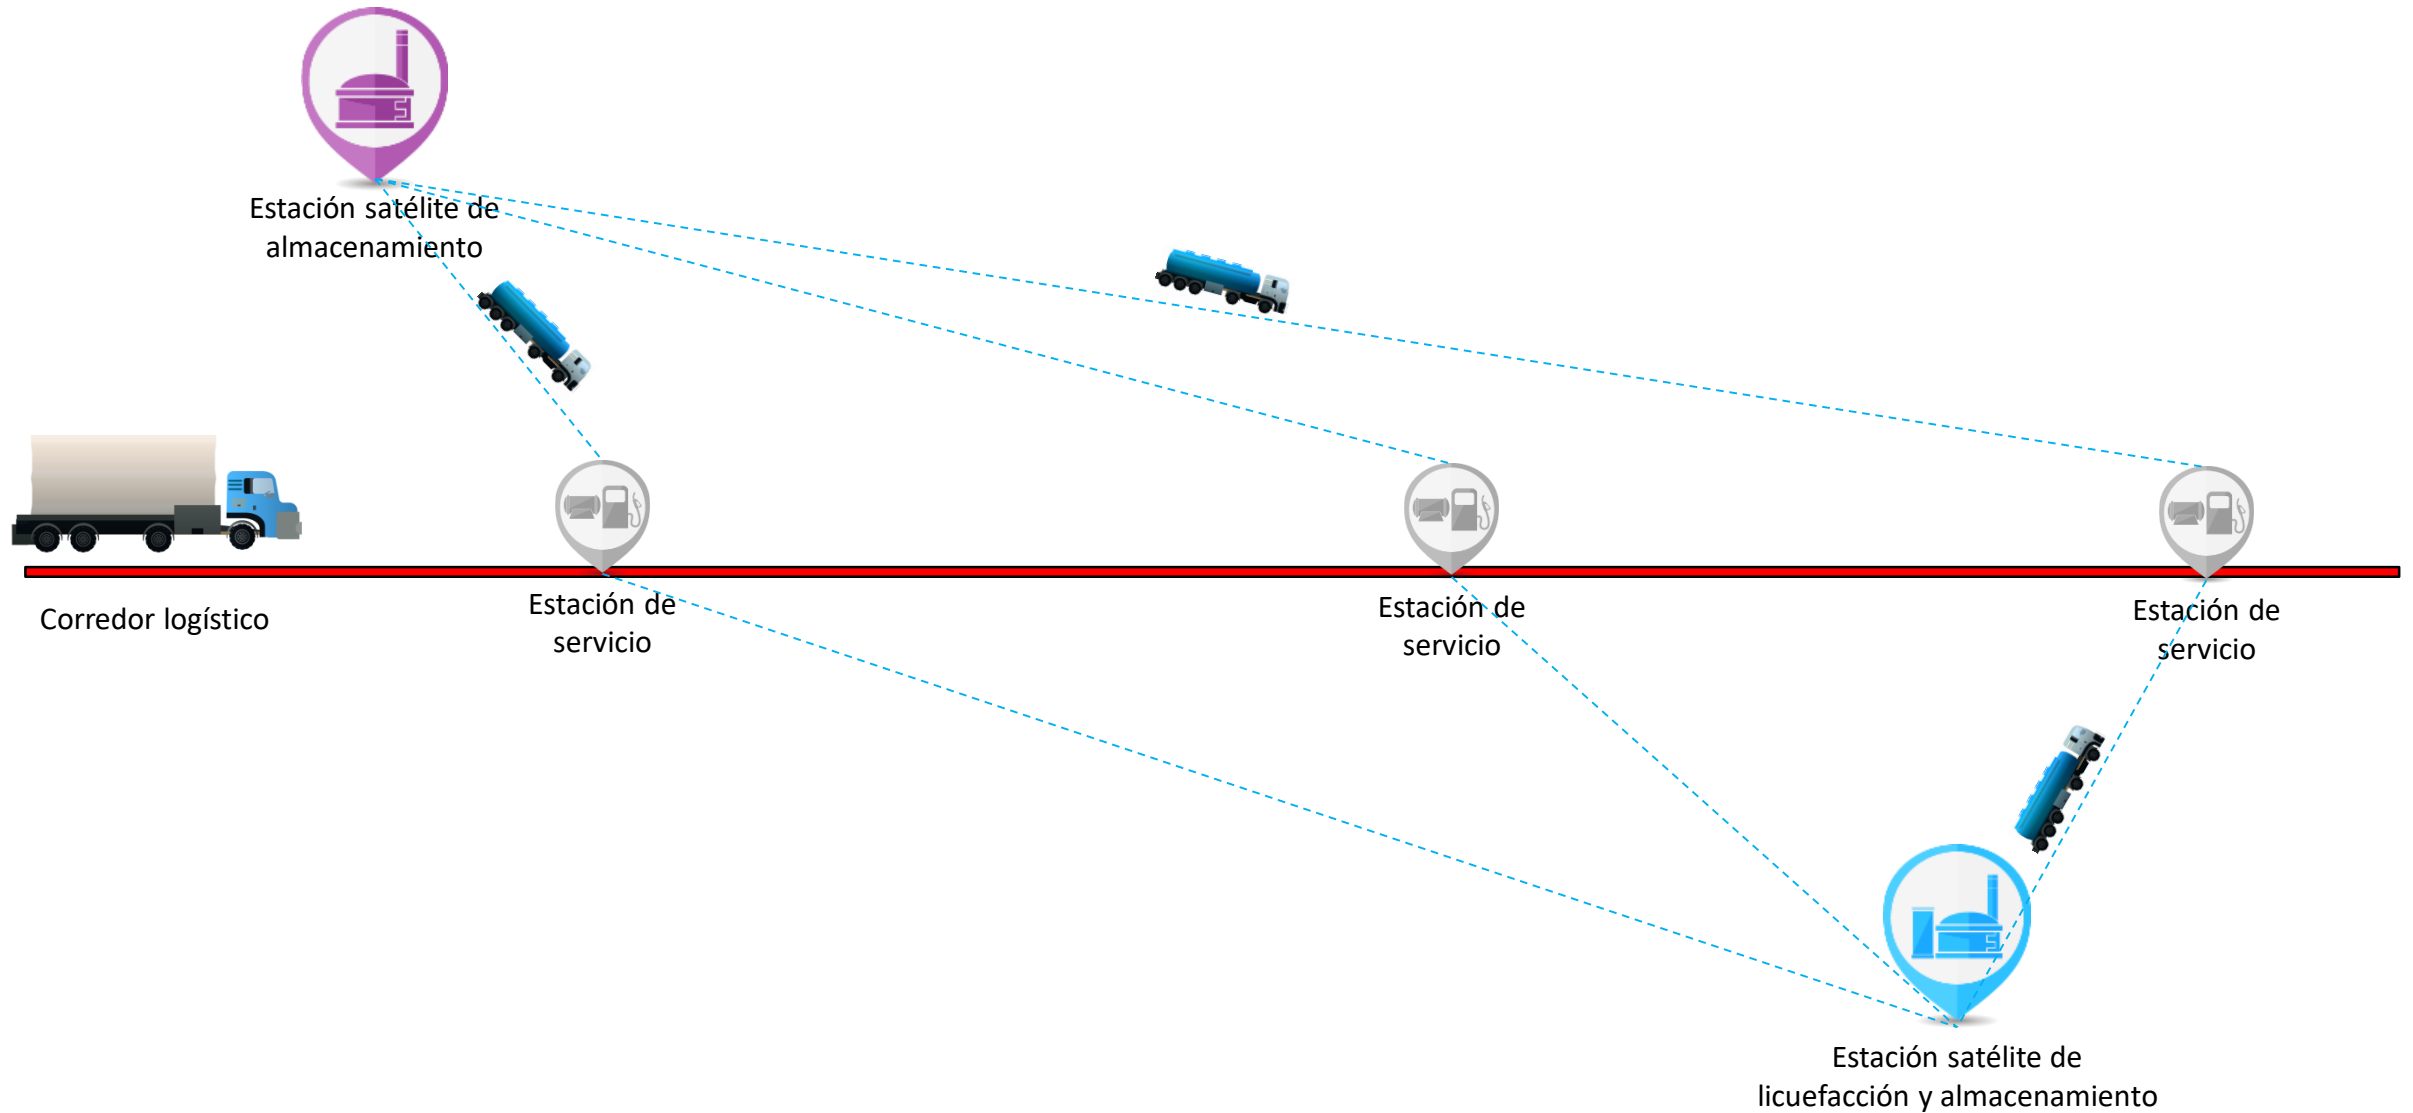 Estación satélite de
almacenamiento
Corredor logístico
Estación de
servicio
Estación de
servicio
Estación de
servicio
Estación satélite de
licuefacción y almacenamiento